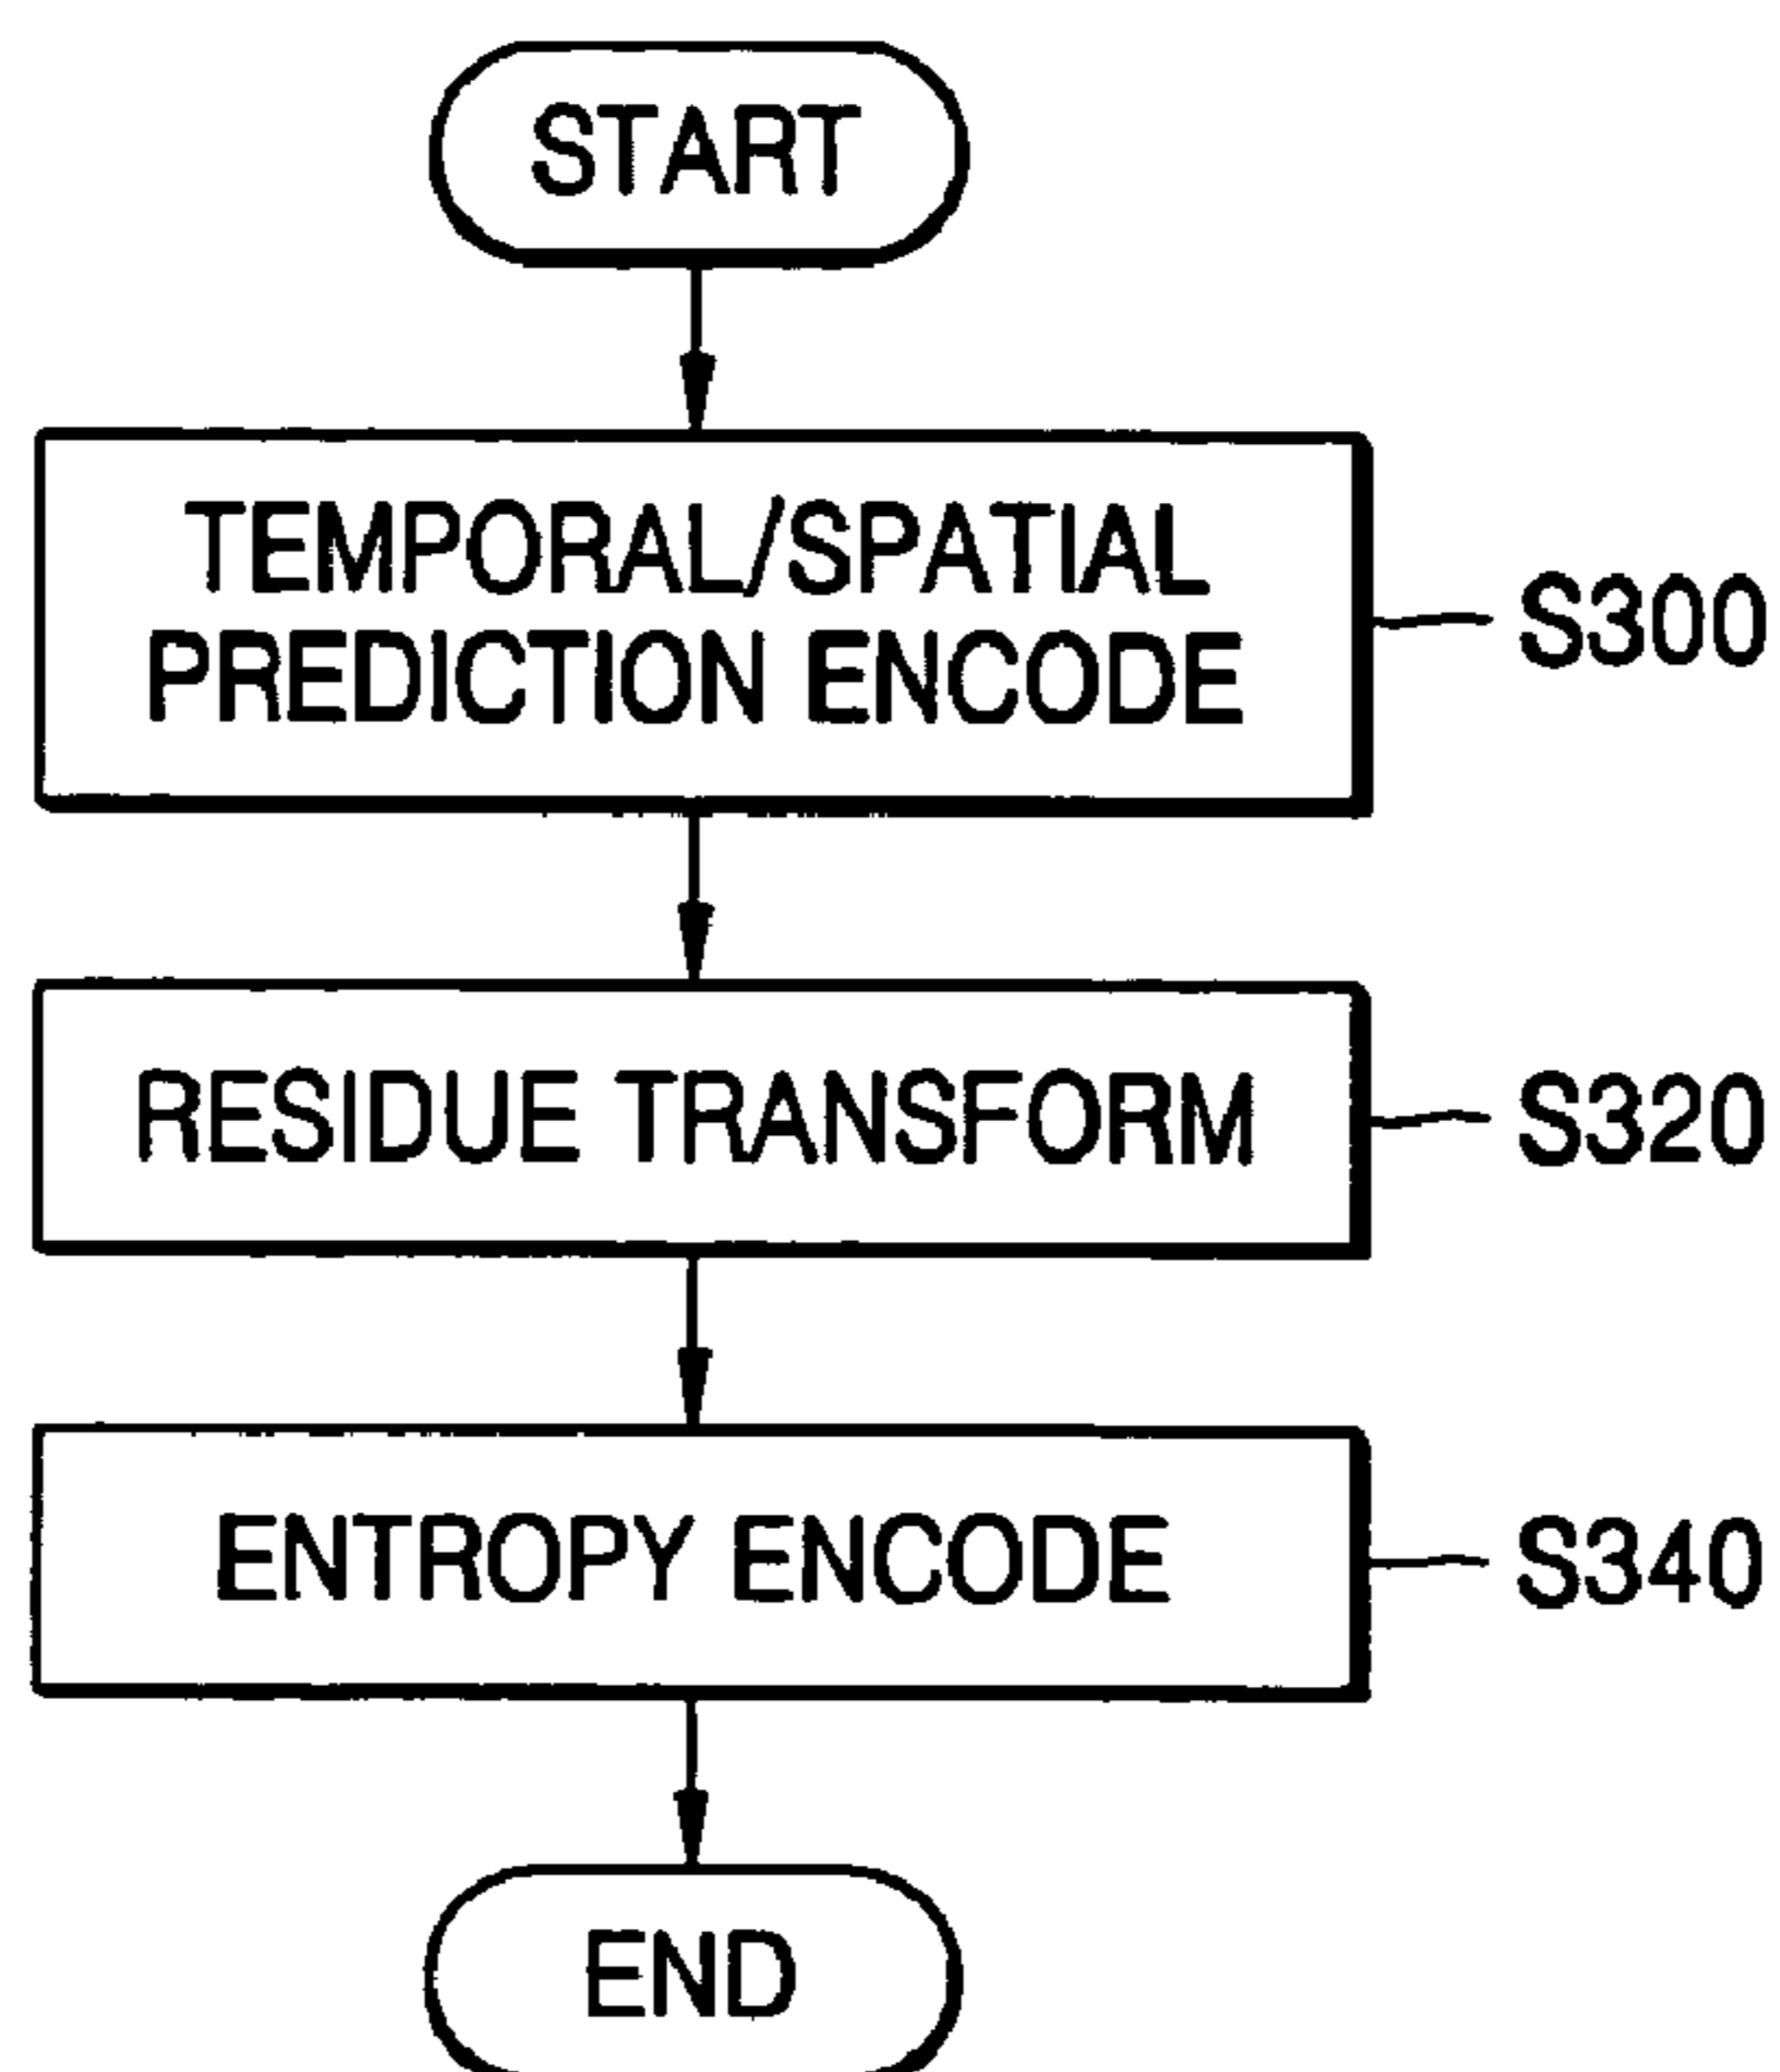 START
TEMPORAL/SPATIAL
PREDICTION ENCODE
S300
RESIDUE TRANSFORM
S320
ENTROPY ENCODE
S340
END